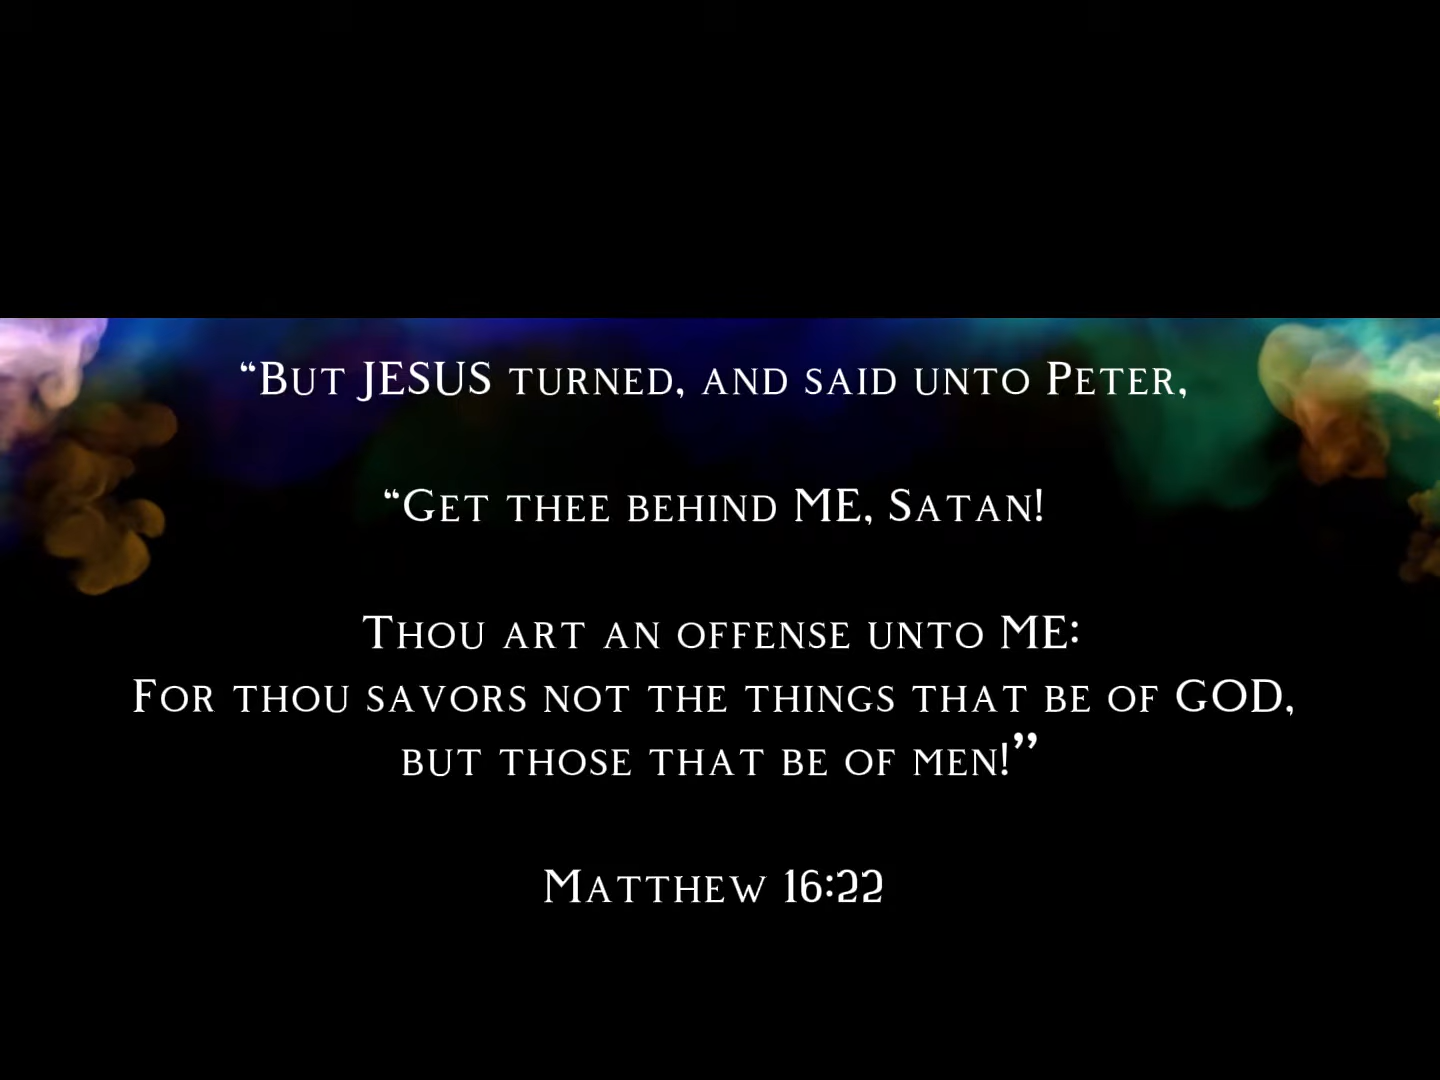 “But JESUS turned, and said unto Peter,
“Get thee behind ME, Satan!
Thou art an offense unto ME:
For thou savors not the things that be of GOD,
but those that be of men!”
Matthew 16:22